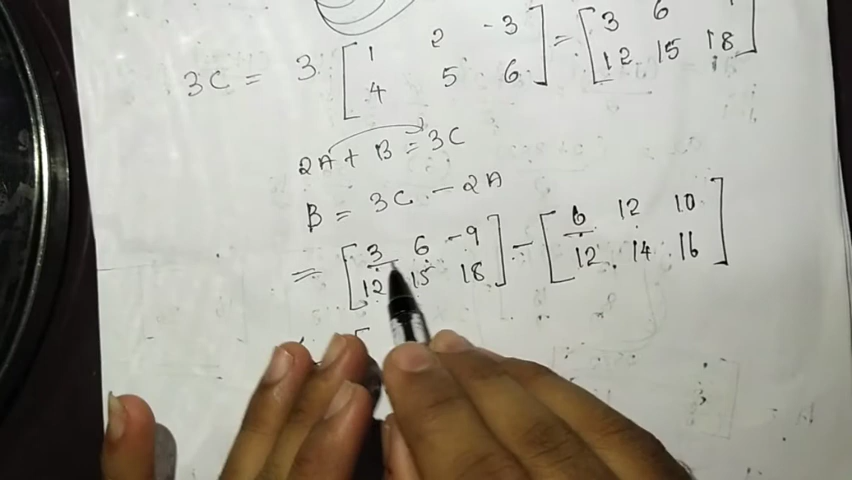 3C = 3 [ 1 2 -3 ] = [ 3 6
4 5 6 12 15 18 ]
2A + B = 3C
B = 3C - 2A
= [ 3 6 -9 ] - [ 6 12 10 ]
12 15 18 12 14 16